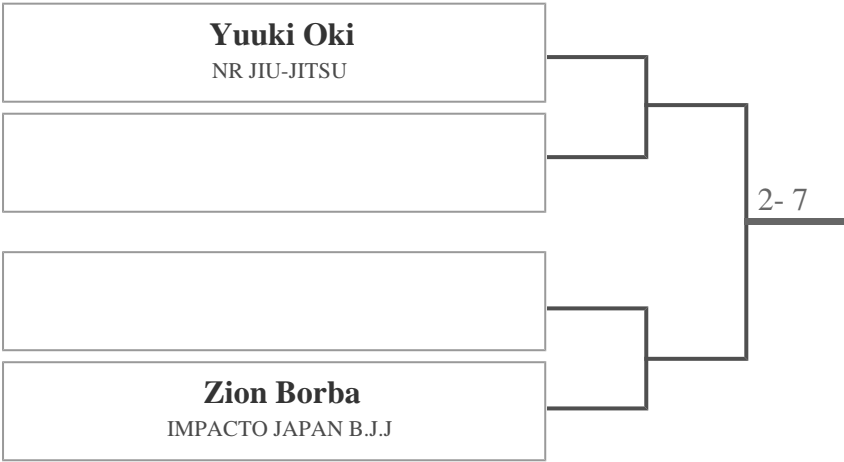 Yuuki Oki
NR JIU-JITSU
2- 7
Zion Borba
IMPACTO JAPAN B.J.J